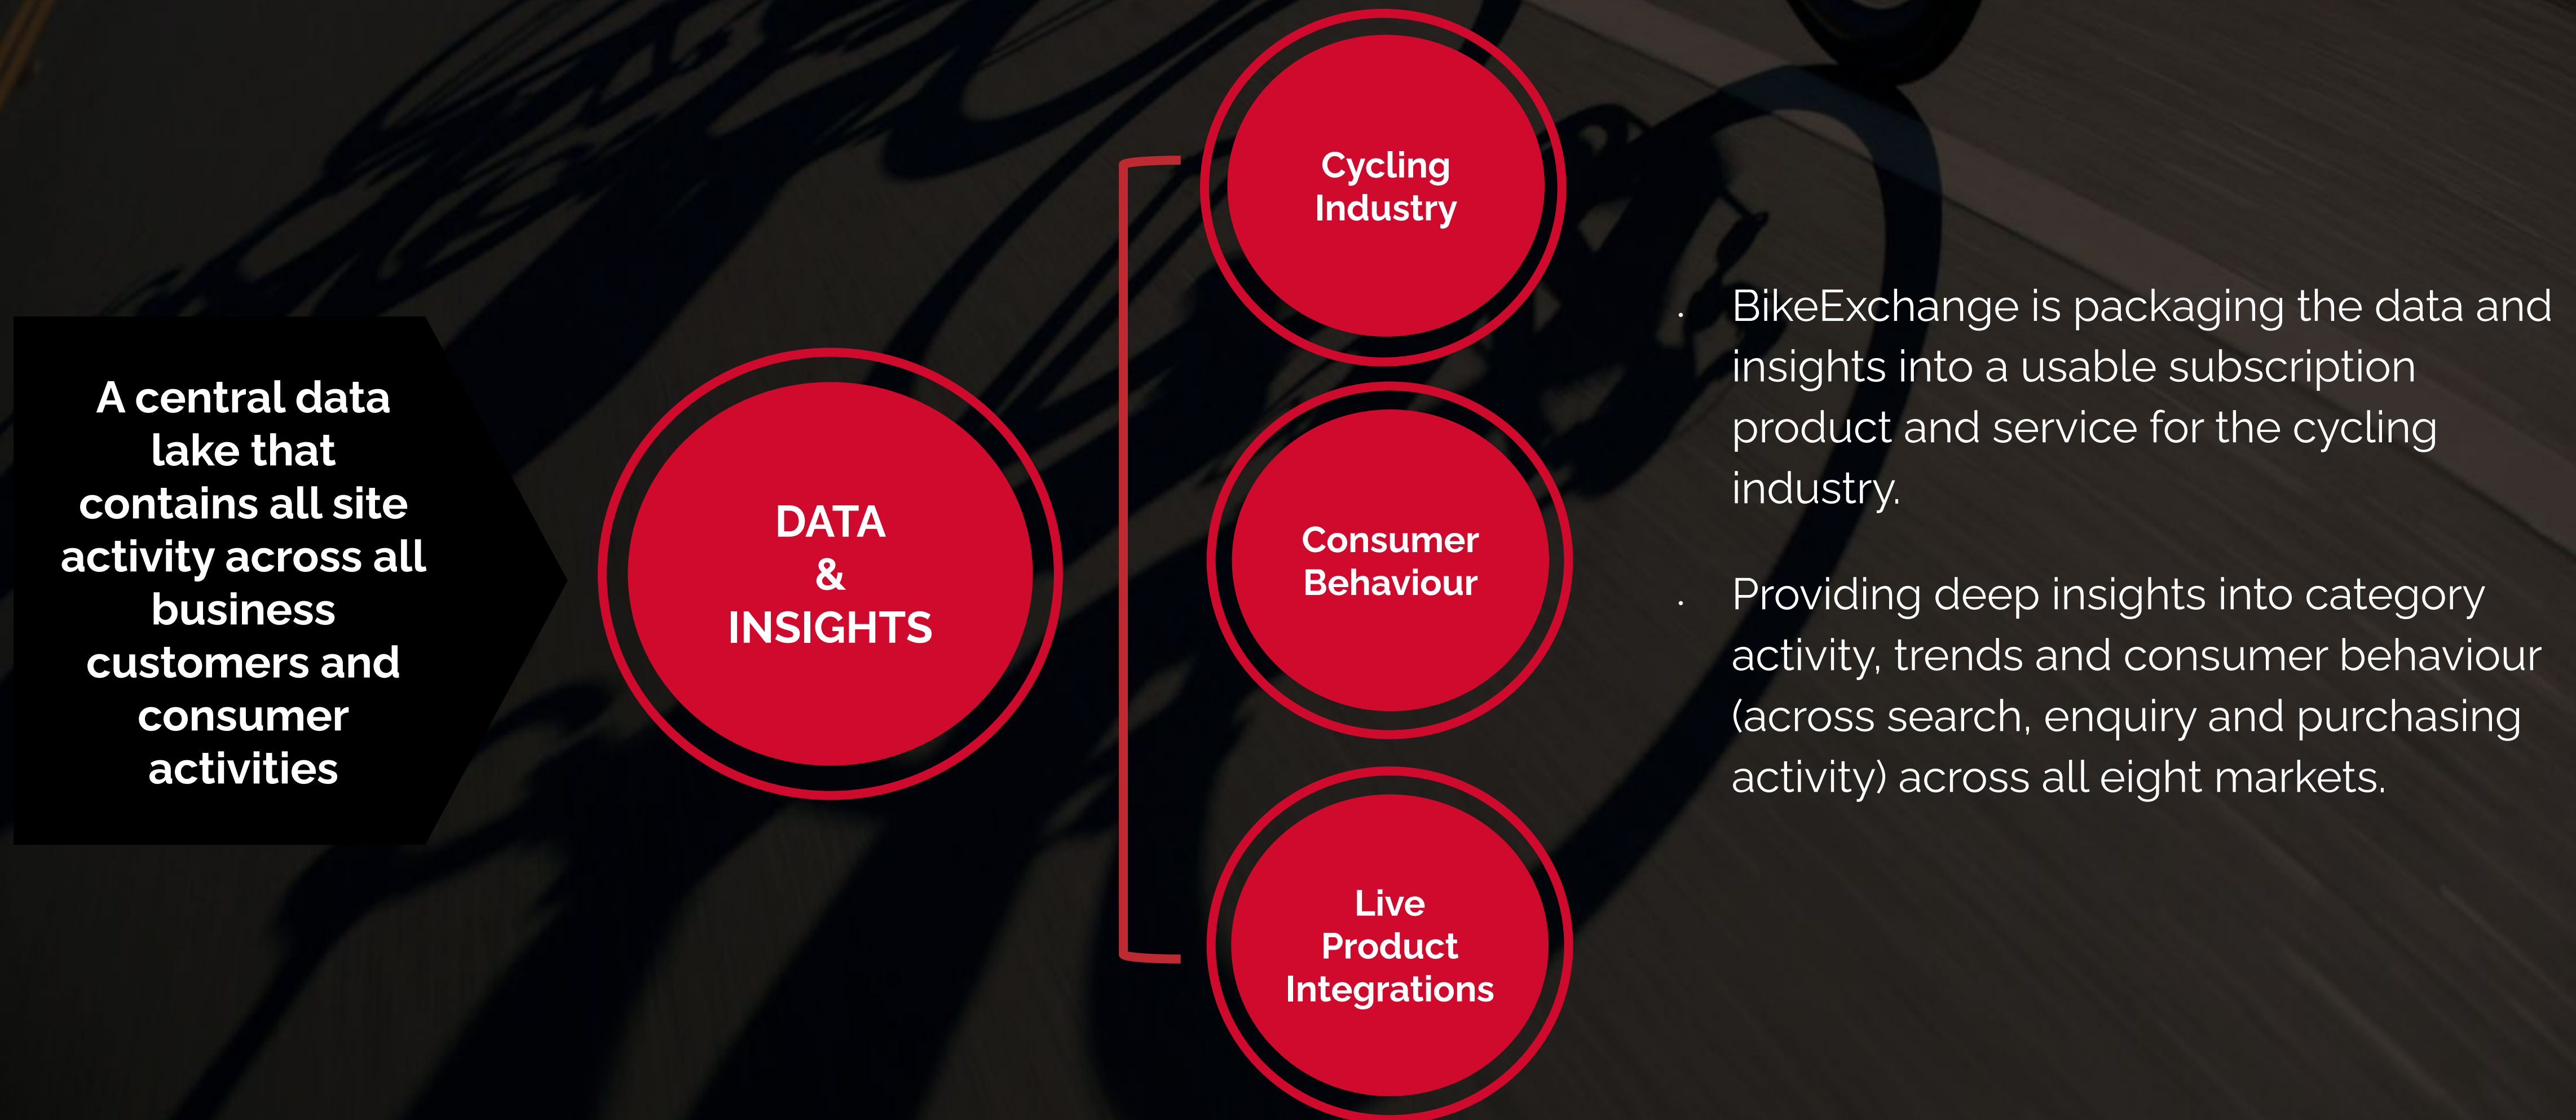 A central data
lake that
contains all site
activity across all
business
customers and
consumer
activities
DATA
&
INSIGHTS
Cycling
Industry
Consumer
Behaviour
Live
Product
Integrations
• BikeExchange is packaging the data and
insights into a usable subscription
product and service for the cycling
industry.
• Providing deep insights into category
activity, trends and consumer behaviour
(across search, enquiry and purchasing
activity) across all eight markets.